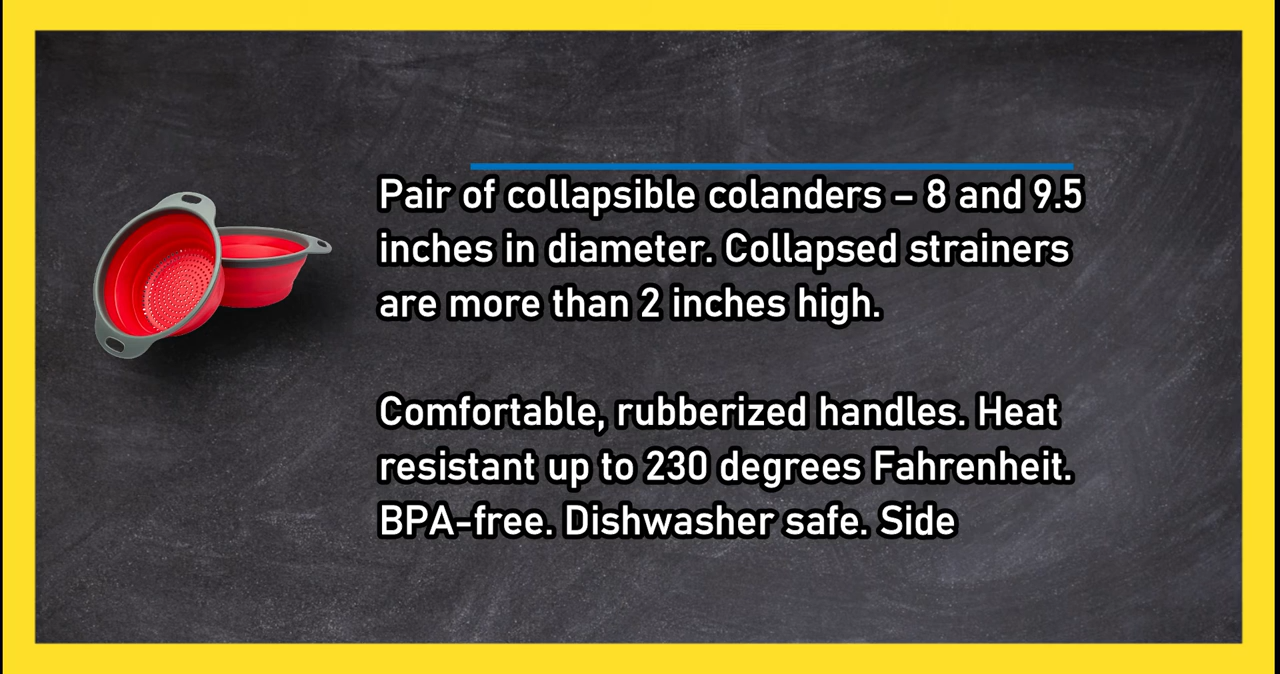 Pair of collapsible colanders – 8 and 9.5
inches in diameter. Collapsed strainers
are more than 2 inches high.
Comfortable, rubberized handles. Heat
resistant up to 230 degrees Fahrenheit.
BPA-free. Dishwasher safe. Side